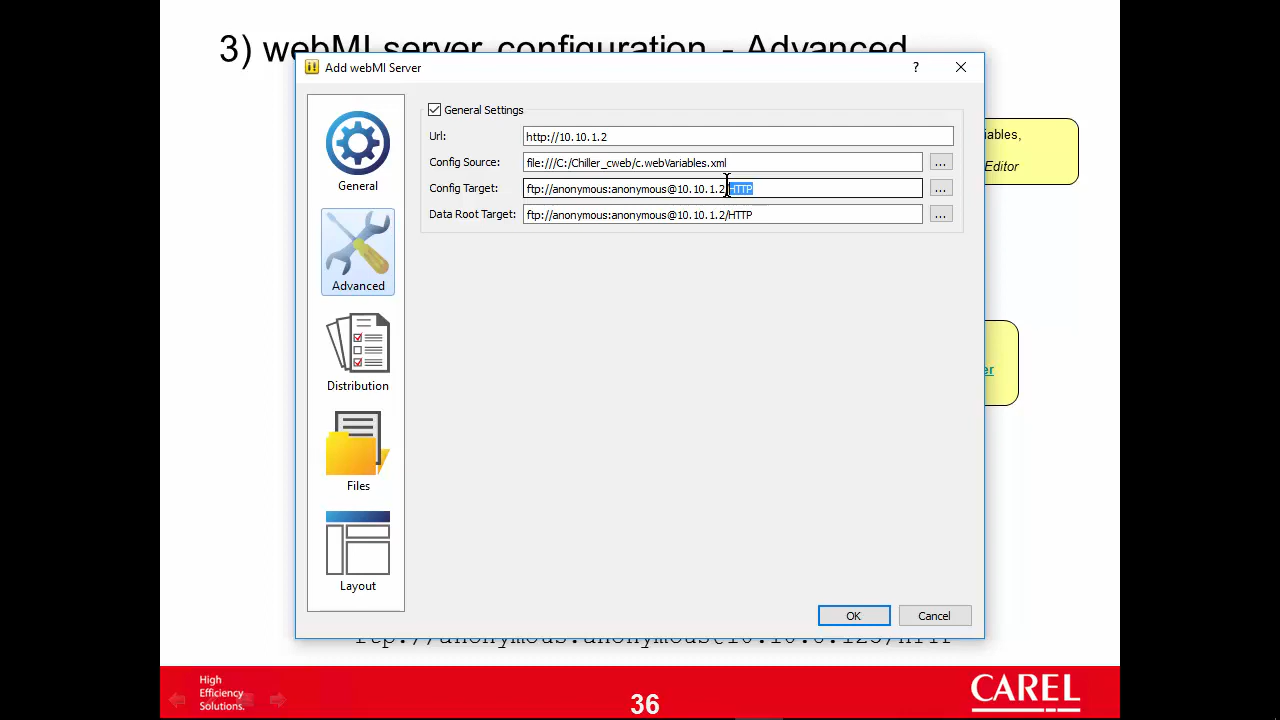 3) webMI server configuration - Advanced
Add webMI Server
?
General
Advanced
Distribution
Files
Layout
General Settings
Url:
http://10.10.1.2
Config Source:
file:///C:/Chiller_cweb/c.webVariables.xml
...
Config Target:
ftp://anonymous:anonymous@10.10.1.2/HTTP
...
Data Root Target:
ftp://anonymous:anonymous@10.10.1.2/HTTP
...
OK
Cancel
Editor
High
Efficiency
Solutions.
36
CAREL